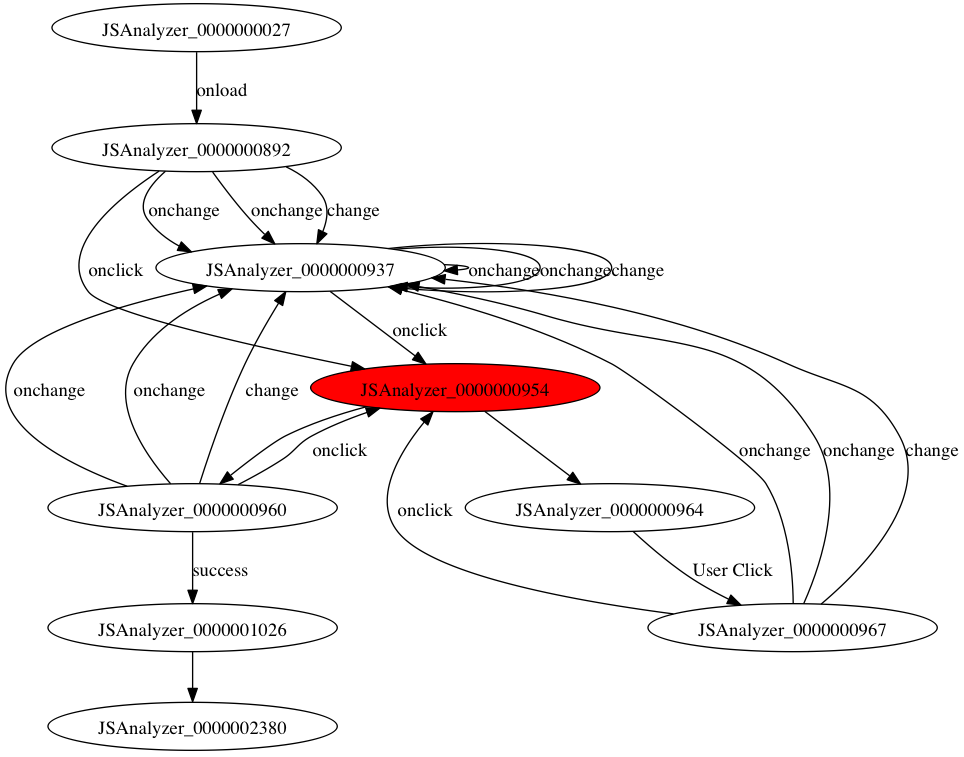 JSAnalyzer_0000000027
onload
JSAnalyzer_0000000892
onchange
onchange
change
onclick
JSAnalyzer_0000000937
onchange
onchange
change
onclick
JSAnalyzer_0000000954
onchange
onchange
change
onclick
onchange
onchange
change
onclick
JSAnalyzer_0000000960
JSAnalyzer_0000000964
success
User Click
JSAnalyzer_0000001026
JSAnalyzer_0000000967
JSAnalyzer_0000002380